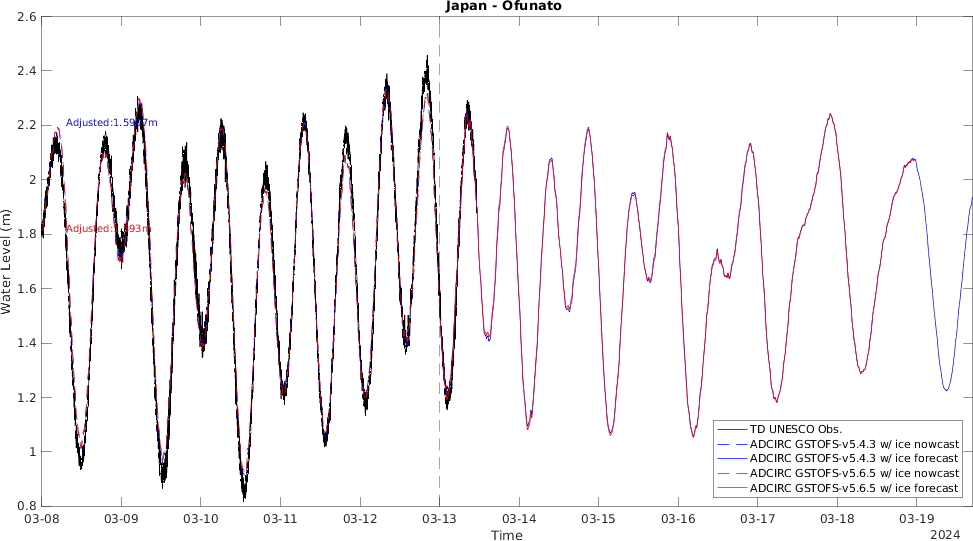 Japan - Ofunato
2.6
2.4
2.2
2
1.8
1.6
1.4
1.2
1
0.8
Water Level (m)
Adjusted:
Adjusted:
TD UNESCO Obs.
ADCIRC GSTOFS-v5.4.3 w/ ice nowcast
ADCIRC GSTOFS-v5.4.3 w/ ice forecast
ADCIRC GSTOFS-v5.6.5 w/ ice nowcast
ADCIRC GSTOFS-v5.6.5 w/ ice forecast
03-08 03-09 03-10 03-11 03-12 03-13 03-14 03-15 03-16 03-17 03-18 03-19
Time
2024